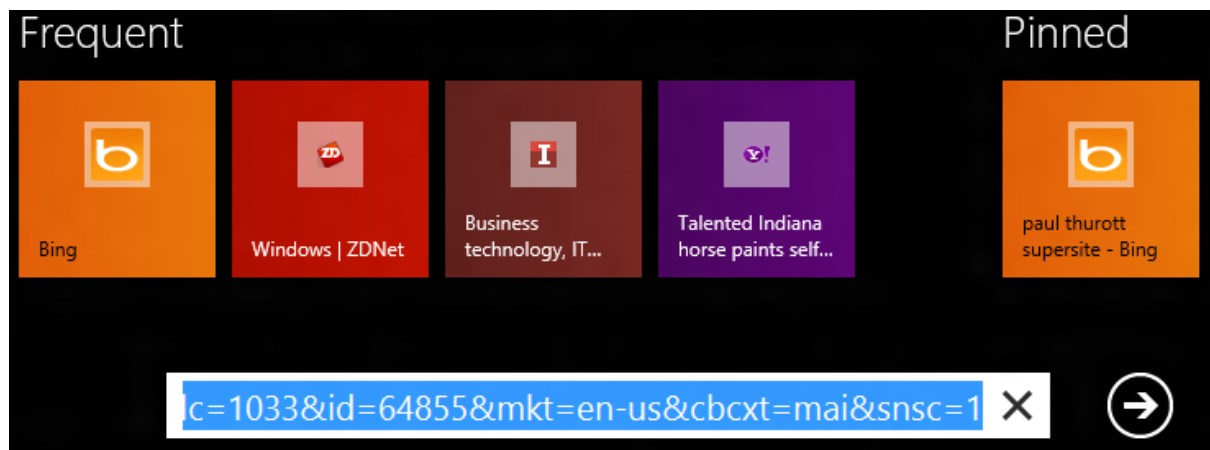 Frequent
Pinned
b
Bing
ZD
Windows | ZDNet
I
Business
technology, IT...
Y!
Talented Indiana
horse paints self...
b
paul thurott
supersite - Bing
lc=1033&id=64855&mkt=en-us&cbcxt=mai&snsc=1